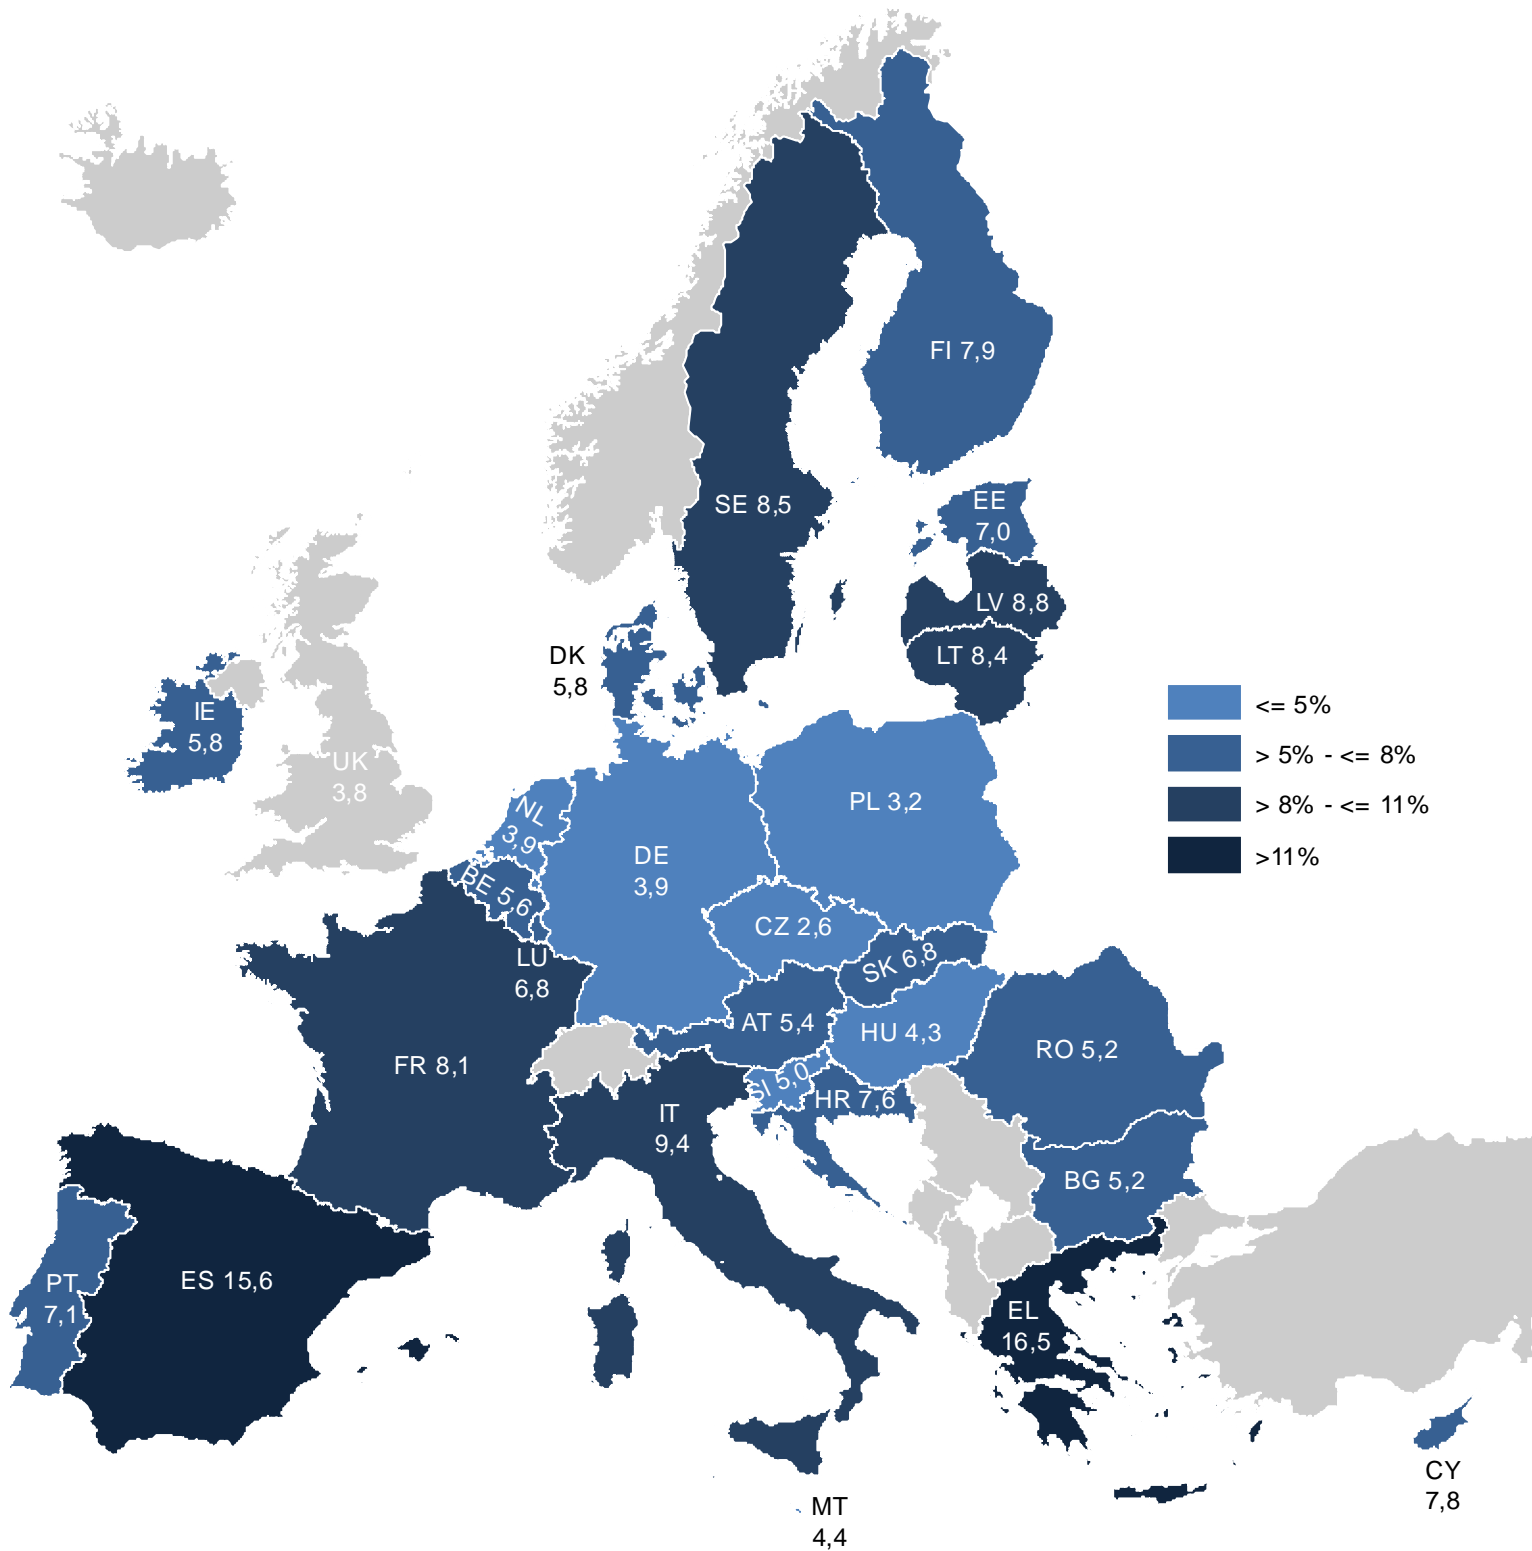 FI 7,9
SE 8,5
EE
7,0
LV 8,8
LT 8,4
DK
5,8
IE
5,8
UK
3,8
<= 5%
> 5% - <= 8%
> 8% - <= 11%
>11%
NL
3,9
PL 3,2
DE
3,9
BE 5,6
CZ 2,6
LU
6,8
SK 6,8
AT 5,4
HU 4,3
RO 5,2
FR 8,1
SI 5,0
HR 7,6
IT
9,4
BG 5,2
PT
7,1
ES 15,6
EL
16,5
CY
7,8
MT
4,4